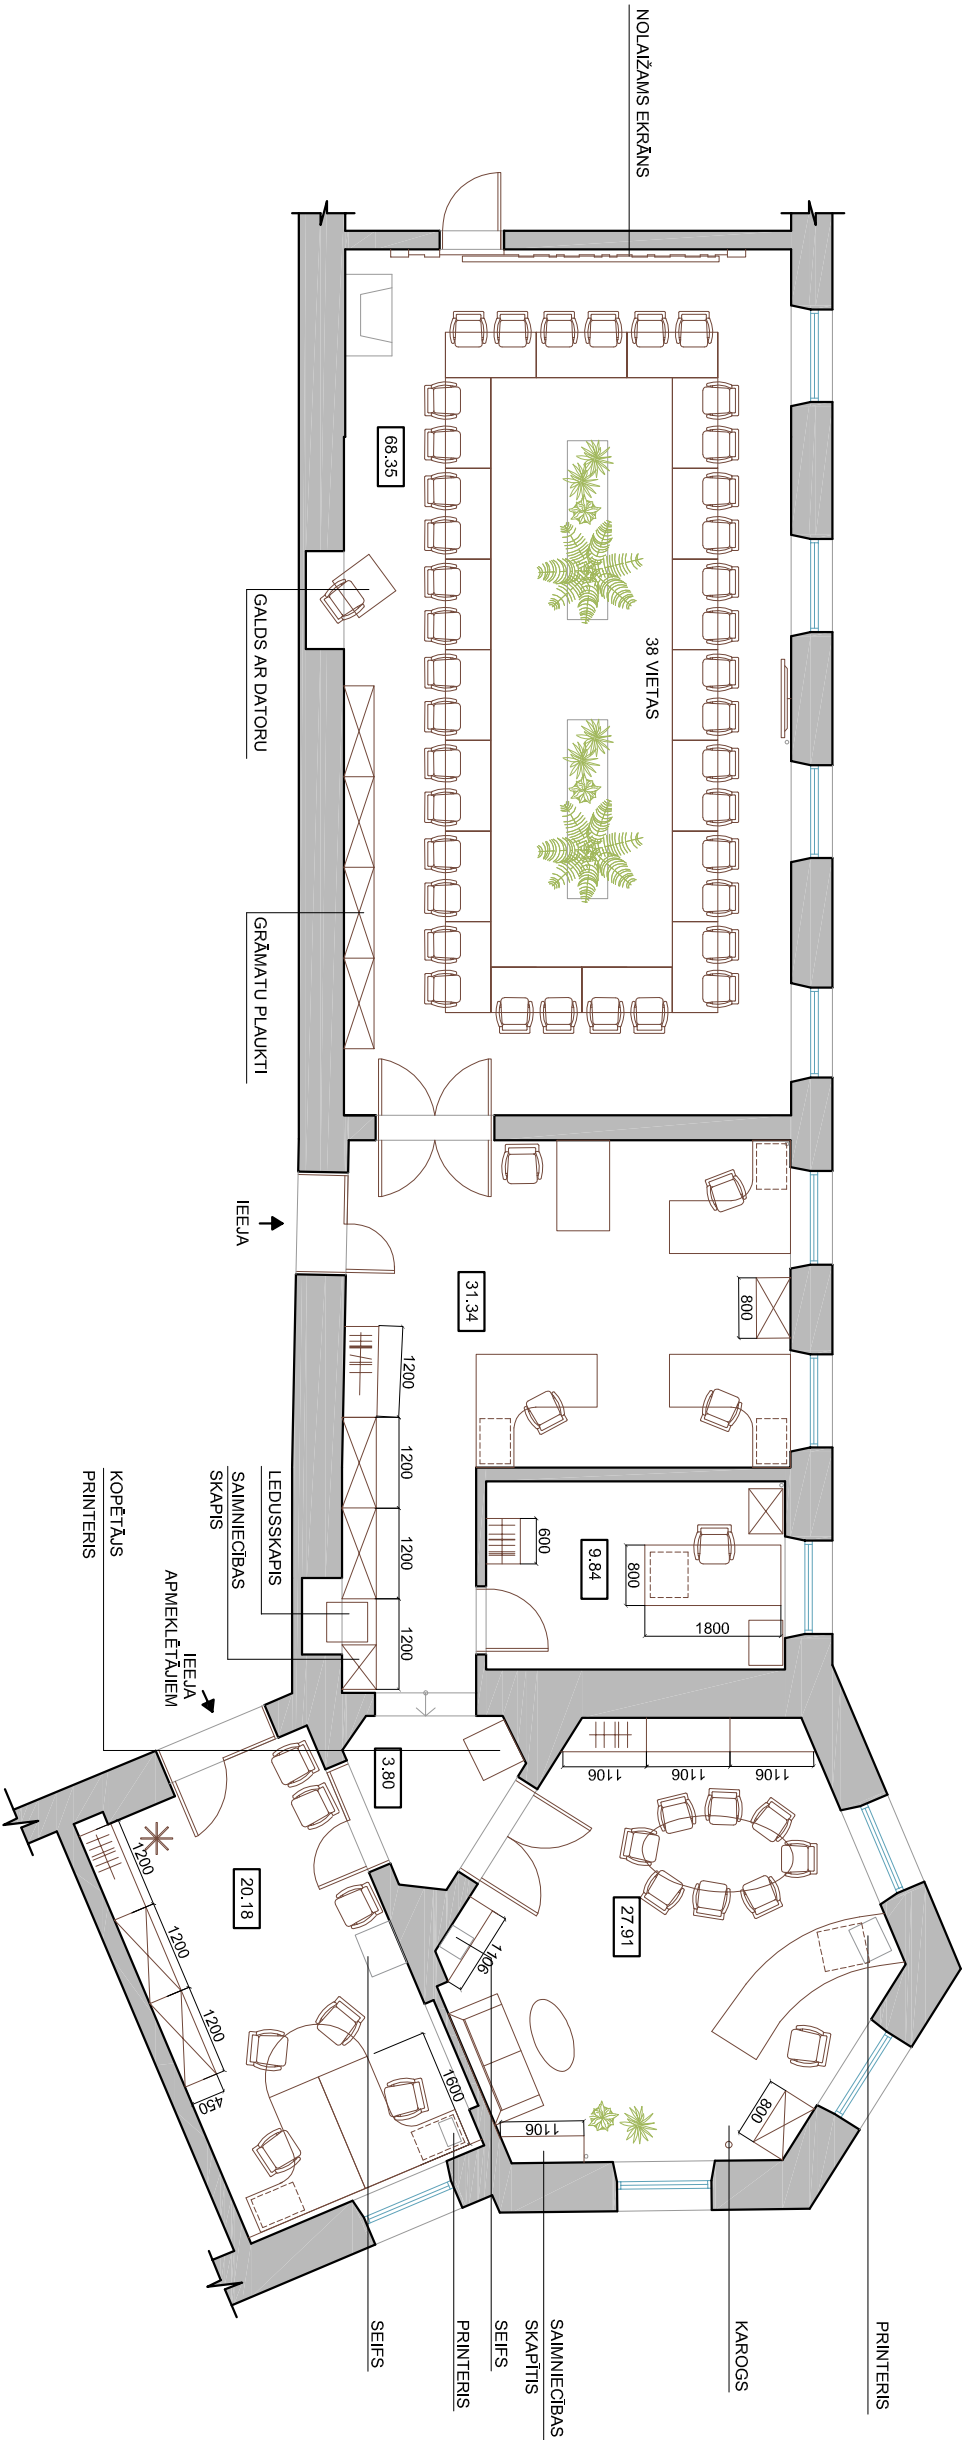 NOLAIŽAMS EKRĀNS
68.35
38 VIETAS
GALDS AR DATORU
GRĀMATU PLAUKTI
IEEJA
31.34
800
1200
1200
1200
1200
LEDUSSKAPIS
SAIMNIECĪBAS
SKAPIS
KOPĒTĀJS
PRINTERIS
600
9.84
800
1800
IEEJA
APMEKLĒTĀJIEM
3.80
1106
1106
1106
27.91
1106
1106
800
20.18
1200
1200
1200
450
1600
PRINTERIS
KAROGS
SAIMNIECĪBAS
SKAPĪTIS
SEIFS
PRINTERIS
SEIFS